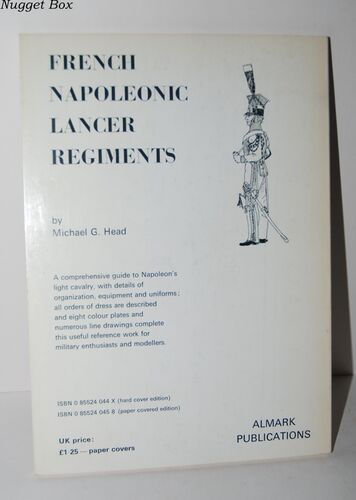 Nugget Box
FRENCH
NAPOLEONIC
LANCER
REGIMENTS
by
Michael G. Head
A comprehensive guide to Napoleon's
light cavalry, with details of
organization, equipment and uniforms;
all orders of dress are described
and eight colour plates and
numerous line drawings complete
this useful reference work for
military enthusiasts and modellers.
ISBN 0 85524 044 X (hard cover edition)
ISBN 0 85524 045 8 (paper covered edition)
UK price:
£1·25 — paper covers
ALMARK
PUBLICATIONS